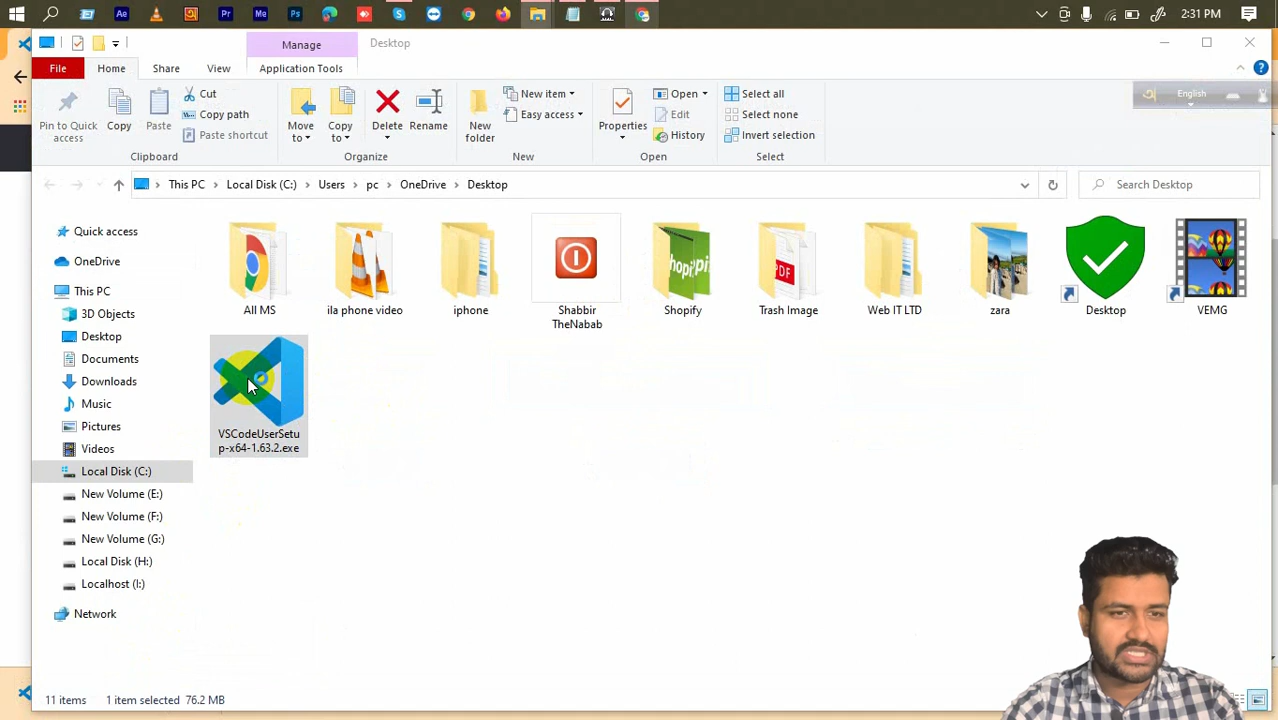 Ae
Pr
Me
Ps
2:31 PM
Manage
Desktop
File
Home
Share
View
Application Tools
Pin to Quick access
Copy
Paste
Cut
Copy path
Paste shortcut
Move to
Copy to
Delete
Rename
New folder
New item
Easy access
Properties
Open
Edit
History
Select all
Select none
Invert selection
English
Clipboard
Organize
New
Open
Select
This PC > Local Disk (C:) > Users > pc > OneDrive > Desktop
Search Desktop
Quick access
OneDrive
This PC
3D Objects
Desktop
Documents
Downloads
Music
Pictures
Videos
Local Disk (C:)
New Volume (E:)
New Volume (F:)
New Volume (G:)
Local Disk (H:)
Localhost (I:)
Network
All MS
ila phone video
iphone
Shabbir
TheNabab
Shopify
PDF
Trash Image
Web IT LTD
zara
Desktop
VEMG
VSCodeUserSetu
p-x64-1.63.2.exe
11 items
1 item selected 76.2 MB